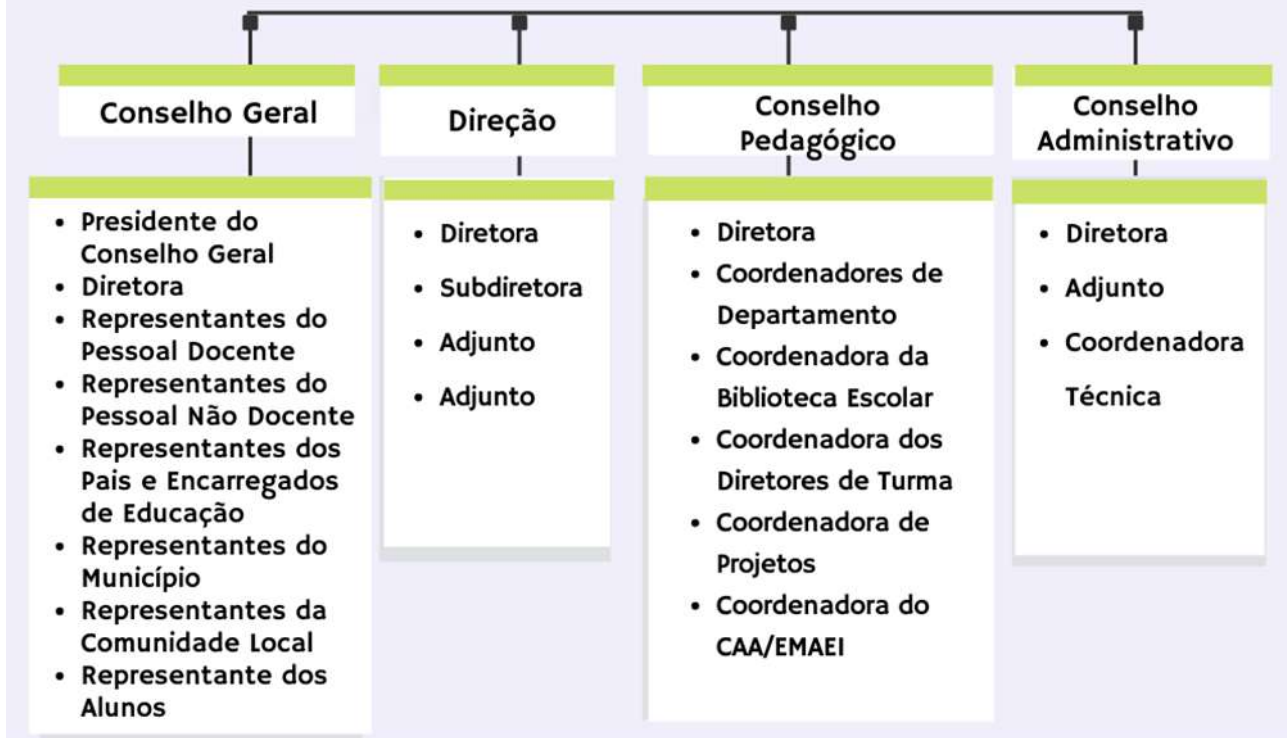 Conselho Geral
• Presidente do
Conselho Geral
• Diretora
• Representantes do
Pessoal Docente
• Representantes do
Pessoal Não Docente
• Representantes dos
Pais e Encarregados
de Educação
• Representantes do
Município
• Representantes da
Comunidade Local
• Representante dos
Alunos
Direção
• Diretora
• Subdiretora
• Adjunto
• Adjunto
Conselho
Pedagógico
• Diretora
• Coordenadores de
Departamento
• Coordenadora da
Biblioteca Escolar
• Coordenadora dos
Diretores de Turma
• Coordenadora de
Projetos
• Coordenadora do
CAA/EMAEI
Conselho
Administrativo
• Diretora
• Adjunto
• Coordenadora
Técnica